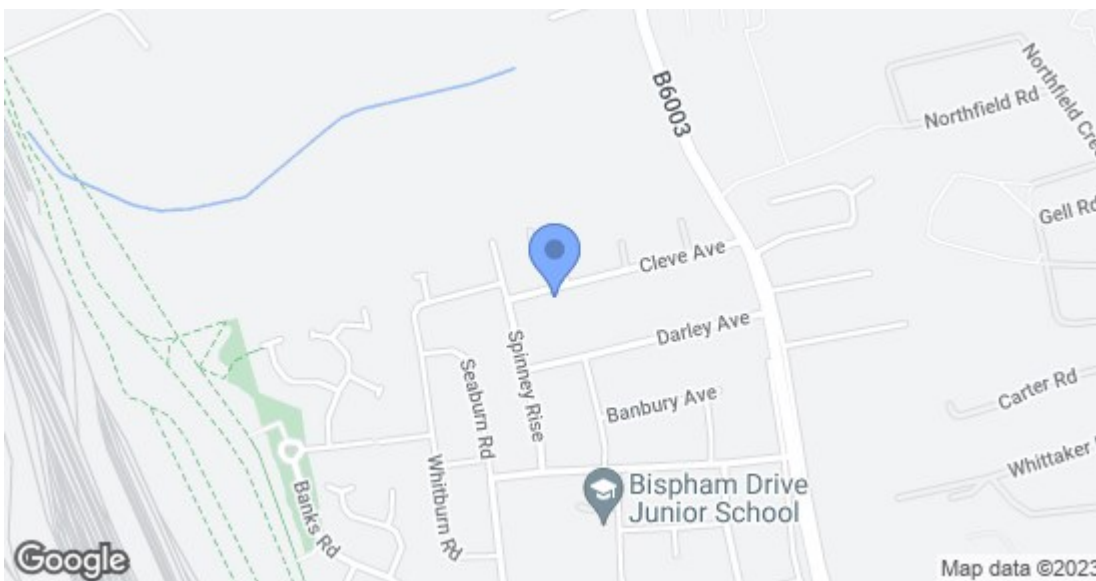 B6003
Northfield Rd
Northfield Cre
Gell Rd
Cleve Ave
Darley Ave
Spinney Rise
Seaburn Rd
Banbury Ave
Carter Rd
Whittaker
Whitburn Rd
Banks Rd
Bispham Drive
Junior School
Google
Map data ©2023